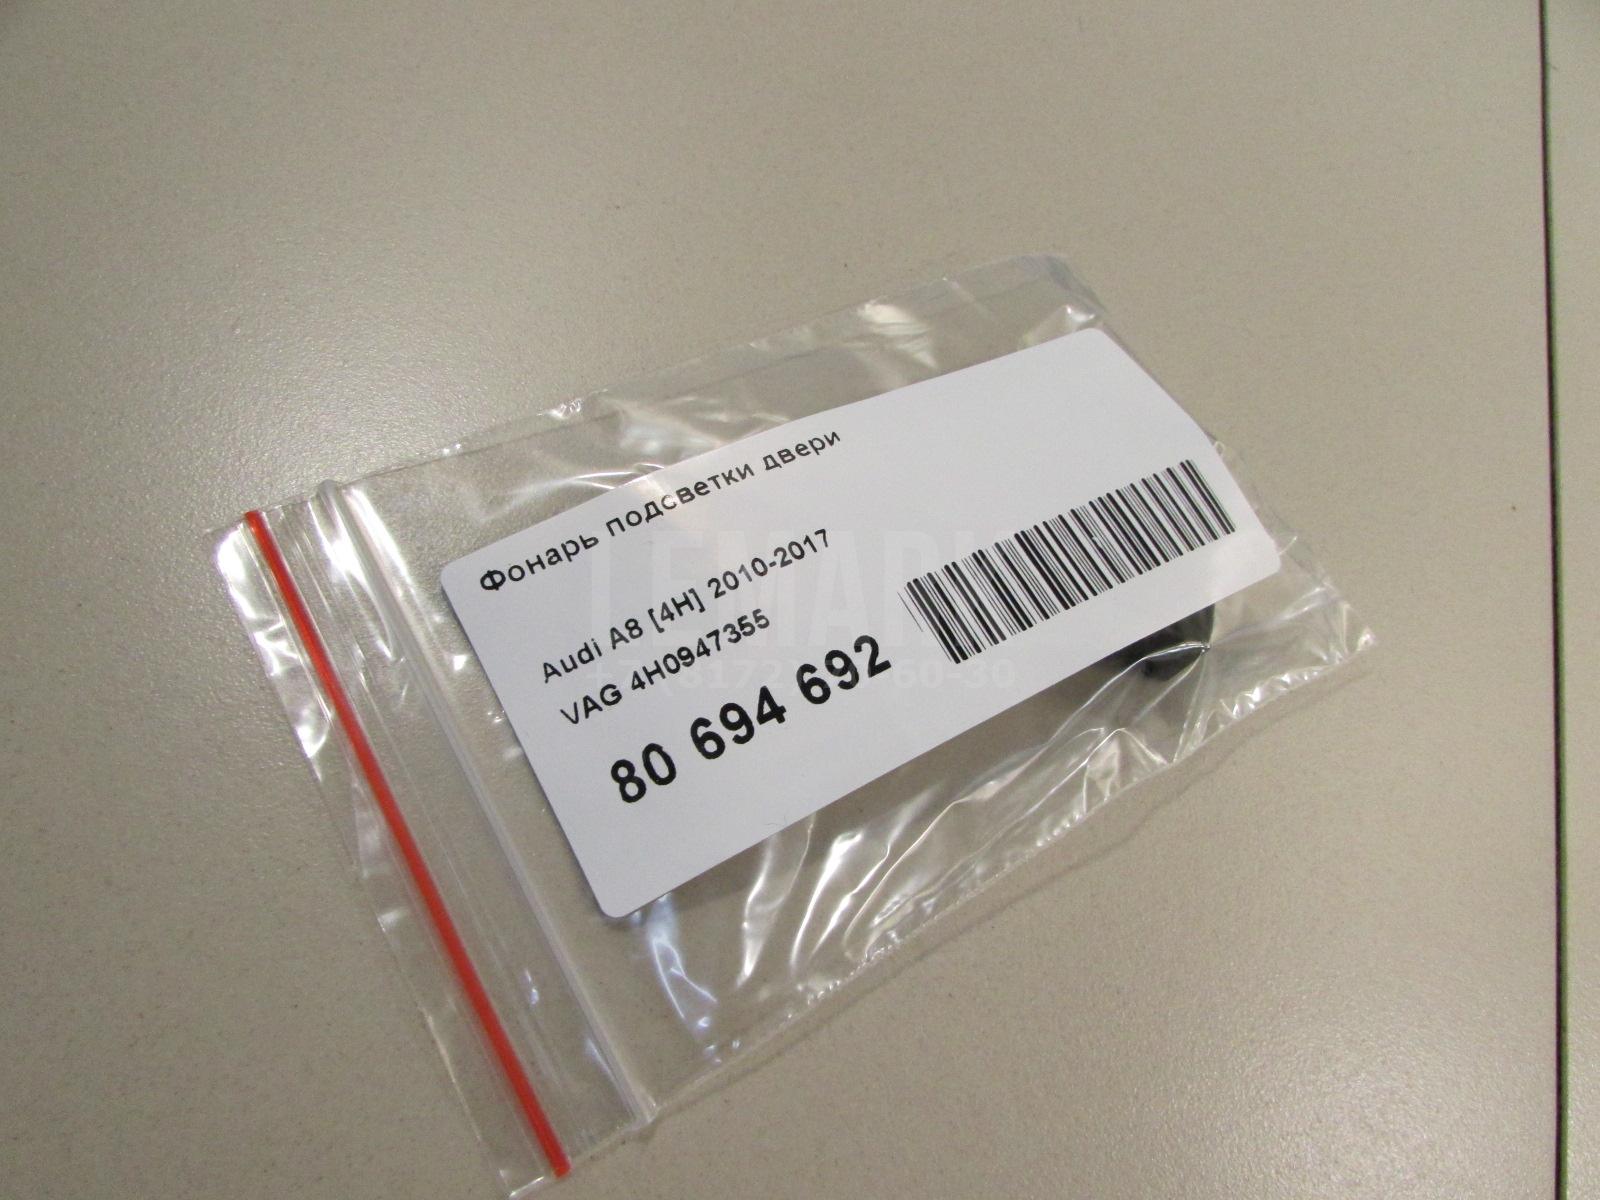 Фонарь подсветки двери
Audi A8 [4H] 2010-2017
VAG 4H0947355
80 694 692